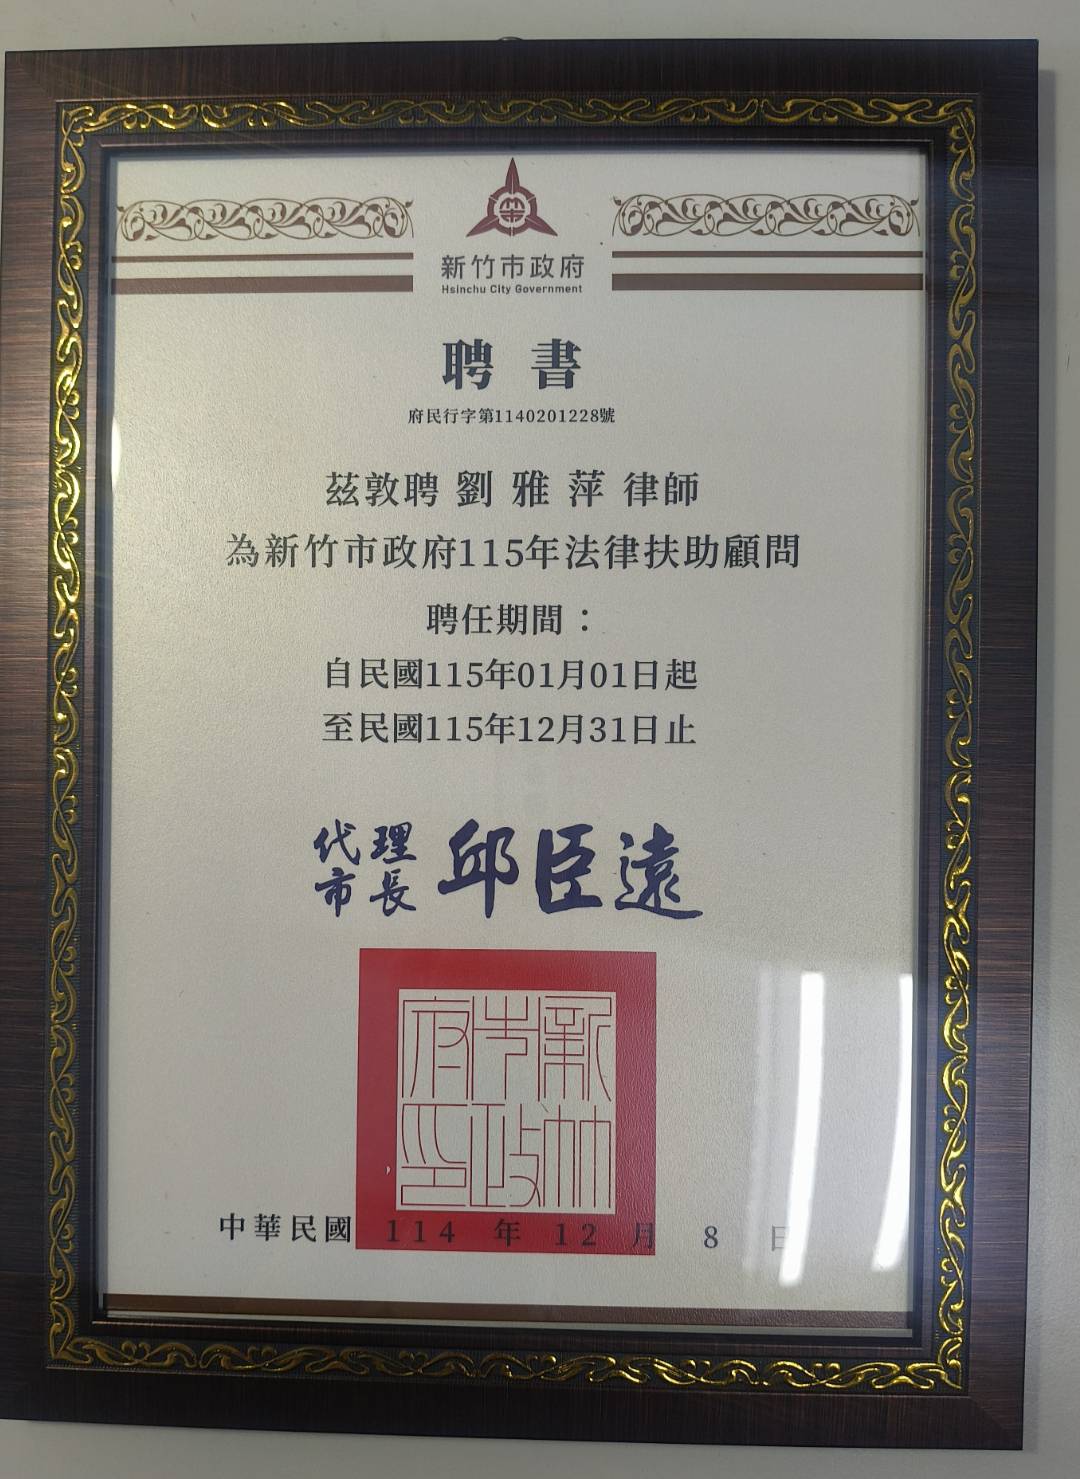 新竹市政府
Hsinchu City Government
聘書
府民行字第1140201228號
茲敦聘 劉雅萍 律師
為新竹市政府115年法律扶助顧問
聘任期間：
自民國115年01月01日起
至民國115年12月31日止
代理市長 邱臣遠
新竹市政府印
中華民國 114 年 12 月 8 日